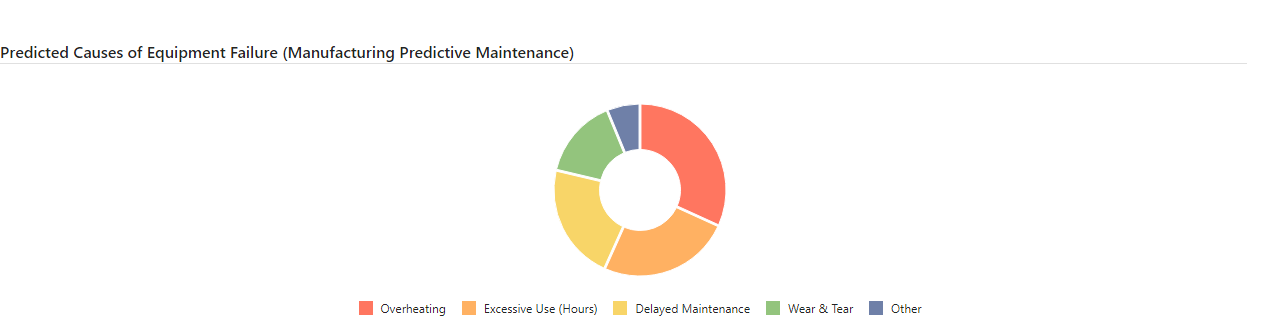 Predicted Causes of Equipment Failure (Manufacturing Predictive Maintenance)
Overheating Excessive Use (Hours) Delayed Maintenance Wear & Tear Other